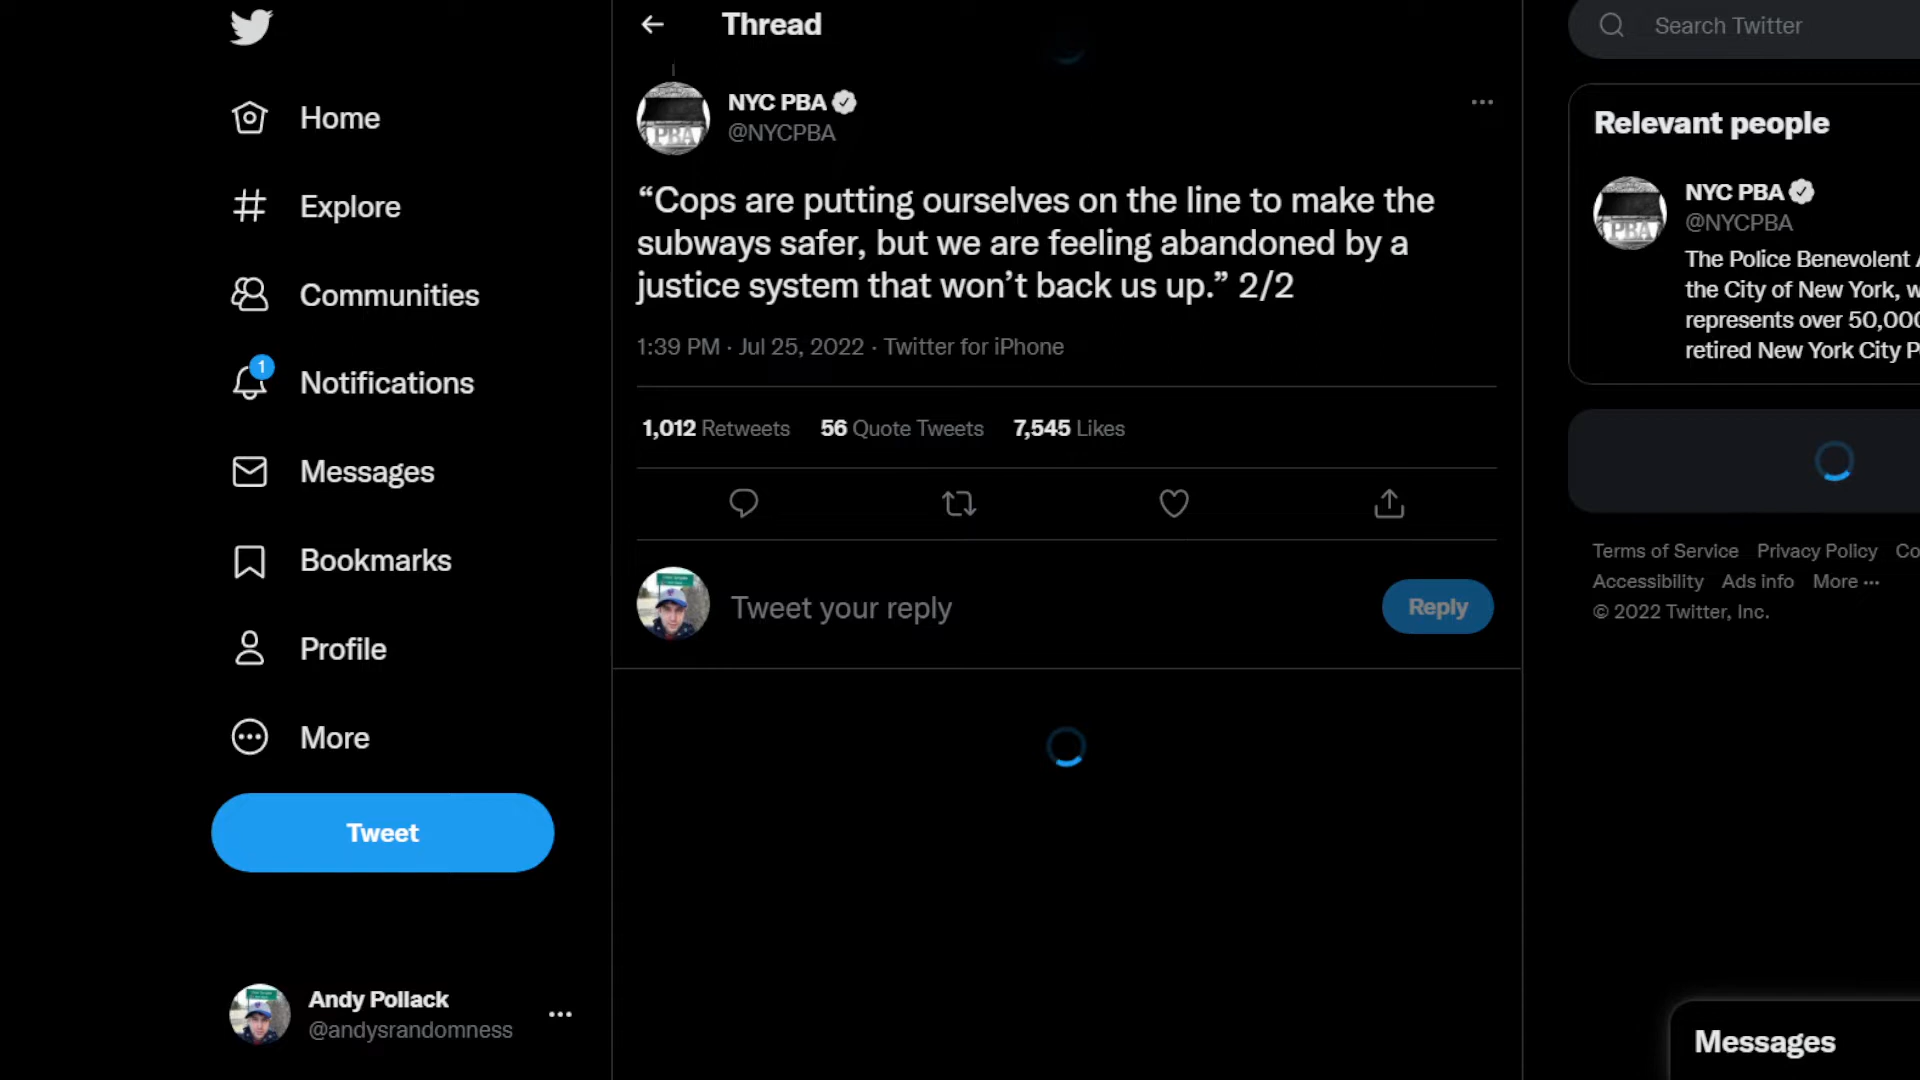 Home
Explore
Communities
1
Notifications
Messages
Bookmarks
Profile
More
Tweet
Andy Pollack
@andysrandomness
Thread
NYC PBA
@NYCPBA
“Cops are putting ourselves on the line to make the
subways safer, but we are feeling abandoned by a
justice system that won’t back us up.” 2/2
1:39 PM · Jul 25, 2022 · Twitter for iPhone
1,012 Retweets 56 Quote Tweets 7,545 Likes
Tweet your reply
Reply
Search Twitter
Relevant people
NYC PBA
@NYCPBA
The Police Benevolent
the City of New York, w
represents over 50,000
retired New York City P
Terms of Service Privacy Policy Co
Accessibility Ads info More ···
© 2022 Twitter, Inc.
Messages
PBA
PBA